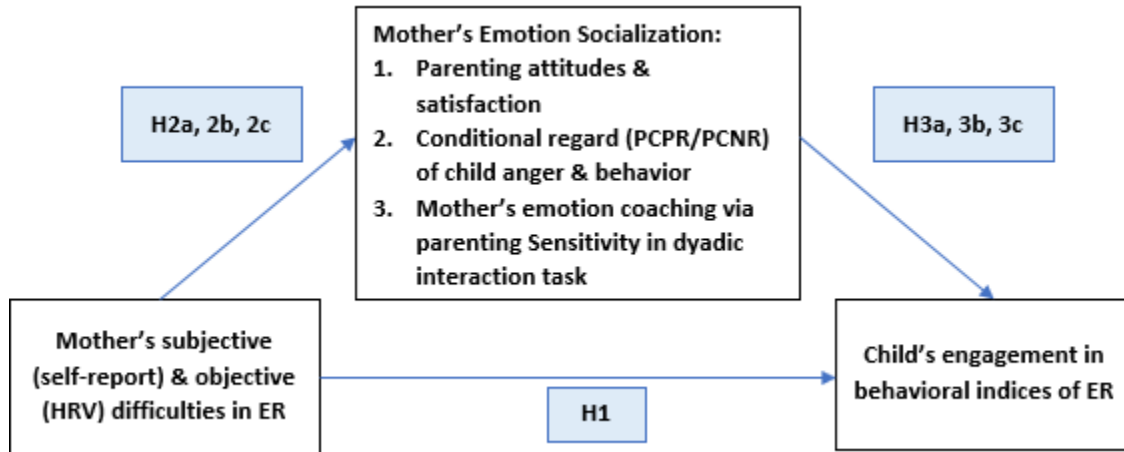 Mother's Emotion Socialization:
1. Parenting attitudes &
satisfaction
2. Conditional regard (PCPR/PCNR)
of child anger & behavior
3. Mother's emotion coaching via
parenting Sensitivity in dyadic
interaction task
H2a, 2b, 2c
H3a, 3b, 3c
Mother's subjective
(self-report) & objective
(HRV) difficulties in ER
H1
Child's engagement in
behavioral indices of ER